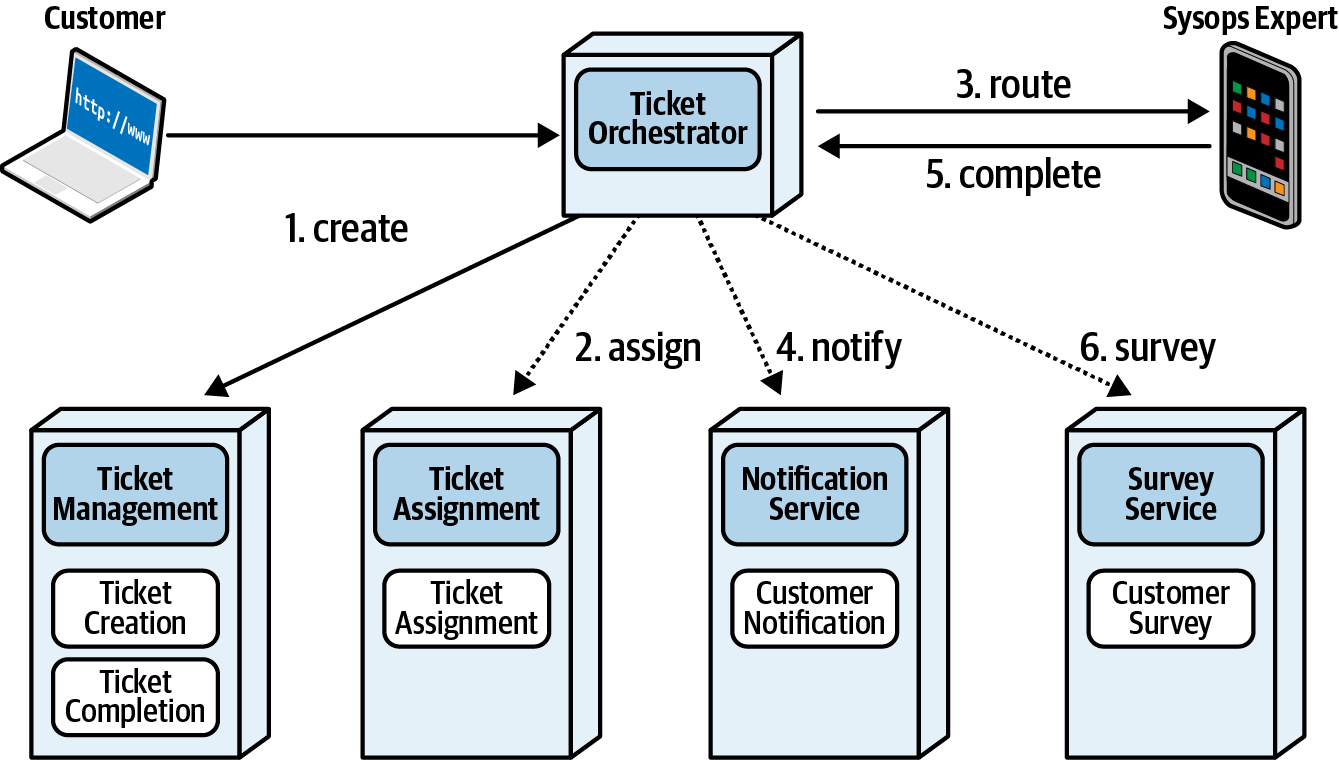 Customer
Sysops Expert
http://www
Ticket
Orchestrator
3. route
5. complete
1. create
2. assign
4. notify
6. survey
Ticket
Management
Ticket
Creation
Ticket
Completion
Ticket
Assignment
Ticket
Assignment
Notification
Service
Customer
Notification
Survey
Service
Customer
Survey